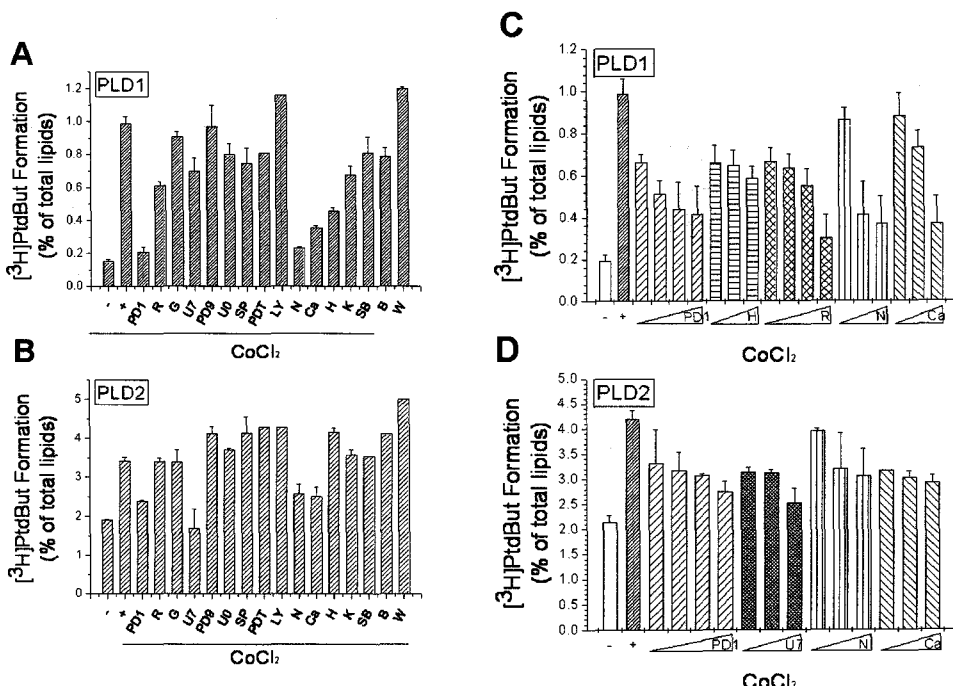 A
PLD1
[3H]PtdBut Formation
(% of total lipids)
1.2
1.0
0.8
0.6
0.4
0.2
0.0
- + PD1 R G U7 PD9 U0 SP PDT LY N Ca H K SB B W
CoCl2
B
PLD2
[3H]PtdBut Formation
(% of total lipids)
5
4
3
2
1
0
- + PD1 R G U7 PD9 U0 SP PDT LY N Ca H K SB B W
CoCl2
C
PLD1
[3H]PtdBut Formation
(% of total lipids)
1.2
1.0
0.8
0.6
0.4
0.2
0.0
- + PD1 H R N Ca
CoCl2
D
PLD2
[3H]PtdBut Formation
(% of total lipids)
5.0
4.5
4.0
3.5
3.0
2.5
2.0
1.5
1.0
0.5
0.0
- + PD1 U7 N Ca
CoCl2